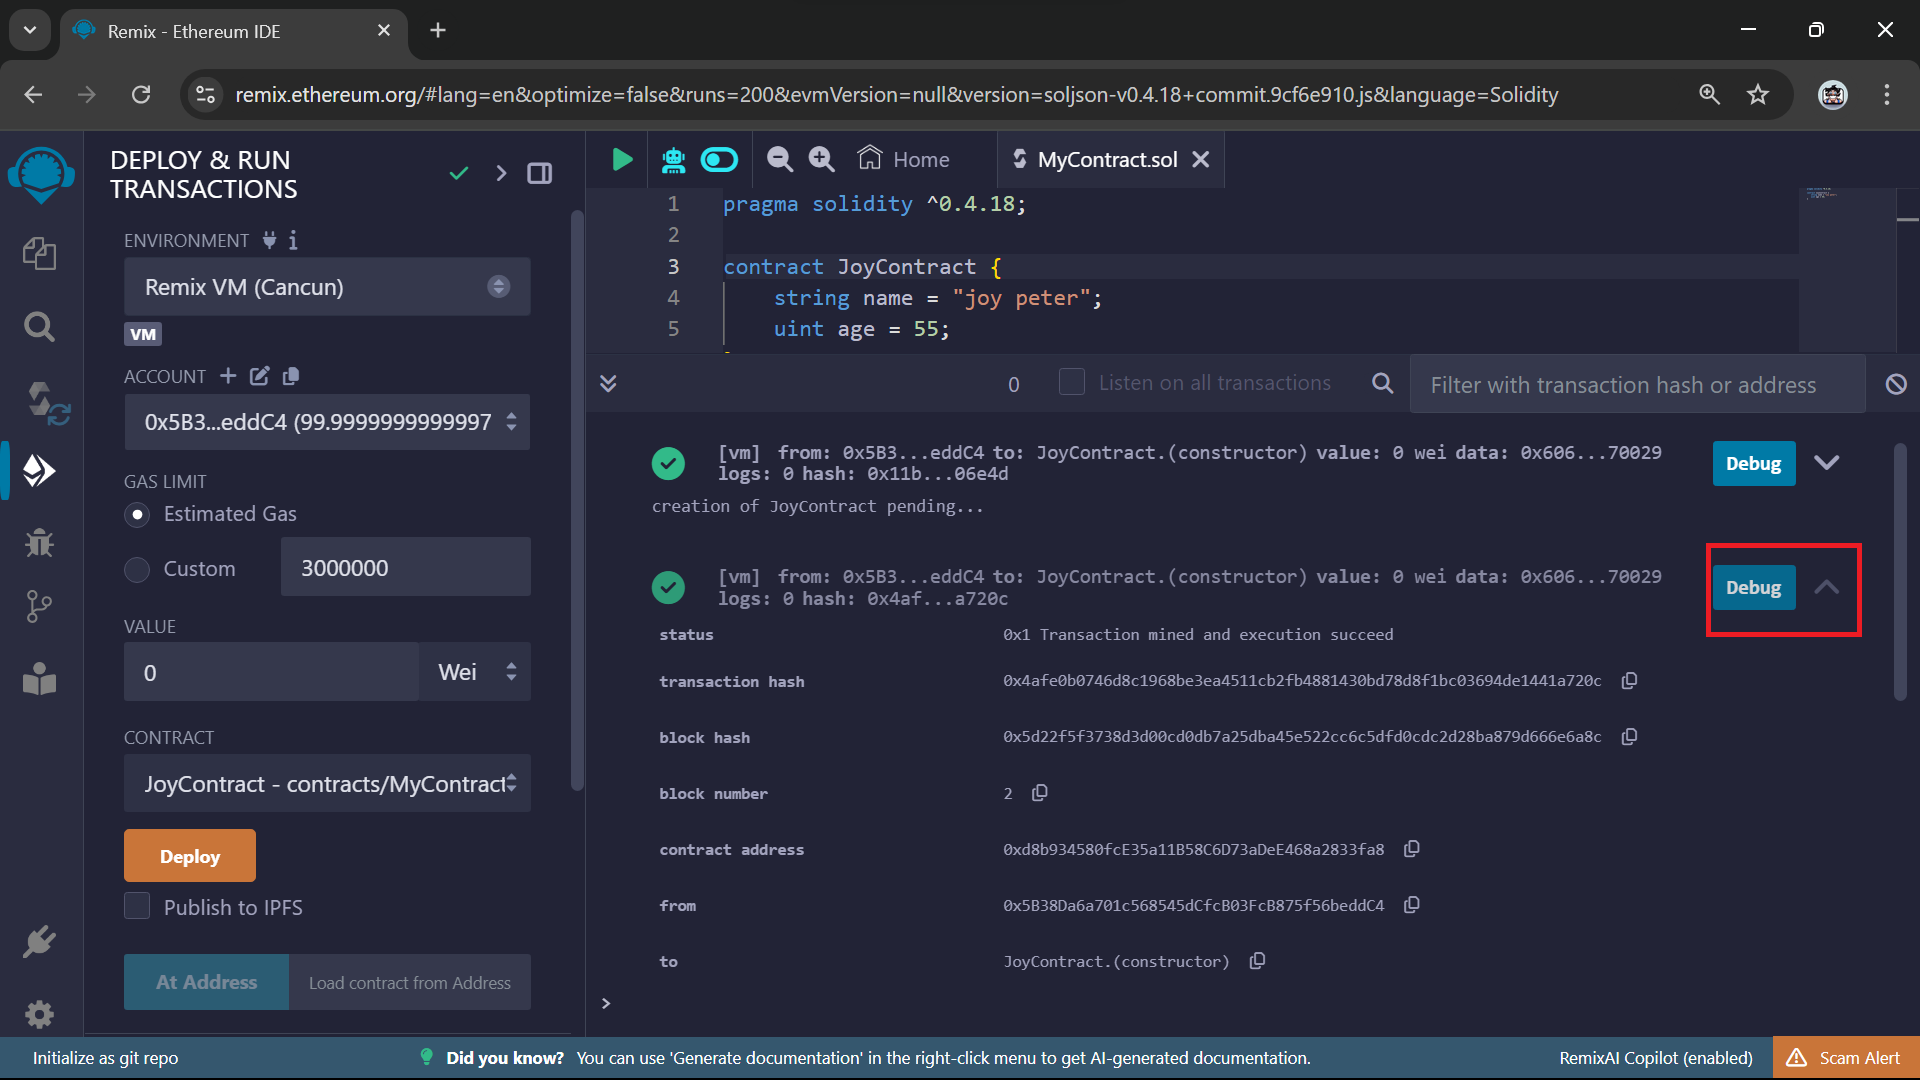 Remix - Ethereum IDE
remix.ethereum.org/#lang=en&optimize=false&runs=200&evmVersion=null&version=soljson-v0.4.18+commit.9cf6e910.js&language=Solidity
DEPLOY & RUN
TRANSACTIONS
ENVIRONMENT
Remix VM (Cancun)
VM
ACCOUNT
0x5B3...eddC4 (99.9999999999997
GAS LIMIT
Estimated Gas
Custom
3000000
VALUE
0
Wei
CONTRACT
JoyContract - contracts/MyContract
Deploy
Publish to IPFS
At Address
Load contract from Address
Home
MyContract.sol
1 pragma solidity ^0.4.18;
2
3 contract JoyContract {
4 string name = "joy peter";
5 uint age = 55;
0
Listen on all transactions
Filter with transaction hash or address
[vm] from: 0x5B3...eddC4 to: JoyContract.(constructor) value: 0 wei data: 0x606...70029
logs: 0 hash: 0x11b...06e4d
Debug
creation of JoyContract pending...
[vm] from: 0x5B3...eddC4 to: JoyContract.(constructor) value: 0 wei data: 0x606...70029
logs: 0 hash: 0x4af...a720c
Debug
status 0x1 Transaction mined and execution succeed
transaction hash 0x4afe0b0746d8c1968be3ea4511cb2fb4881430bd78d8f1bc03694de1441a720c
block hash 0x5d22f5f3738d3d00cd0db7a25dba45e522cc6c5dfd0cdc2d28ba879d666e6a8c
block number 2
contract address 0xd8b934580fcE35a11B58C6D73aDeE468a2833fa8
from 0x5B38Da6a701c568545dCfcB03FcB875f56beddC4
to JoyContract.(constructor)
>
Initialize as git repo
Did you know? You can use 'Generate documentation' in the right-click menu to get AI-generated documentation.
RemixAI Copilot (enabled)
Scam Alert